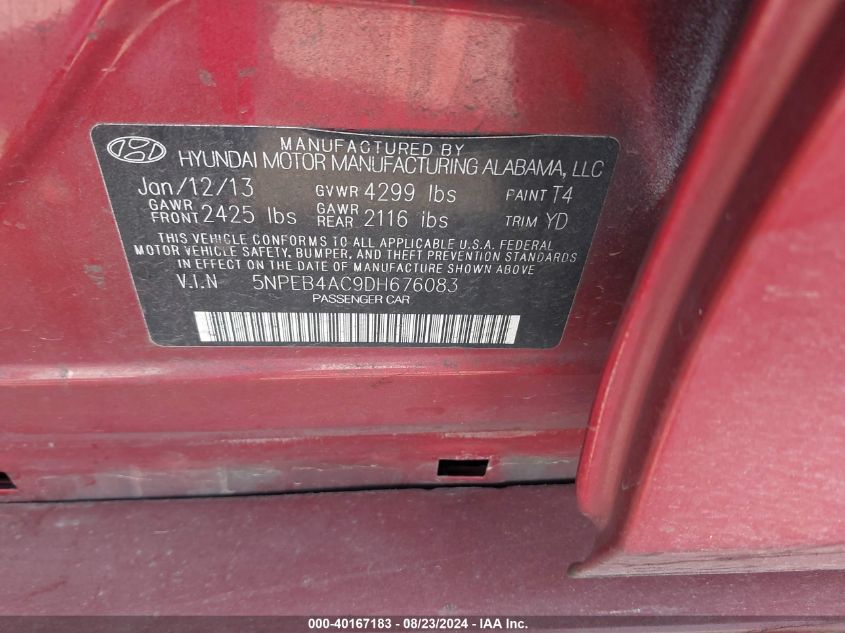 MANUFACTURED BY
HYUNDAI MOTOR MANUFACTURING ALABAMA, LLC
Jan/12/13 GVWR 4299 lbs PAINT T4
GAWR FRONT 2425 lbs GAWR REAR 2116 lbs TRIM YD
THIS VEHICLE CONFORMS TO ALL APPLICABLE U.S.A. FEDERAL
MOTOR VEHICLE SAFETY, BUMPER, AND THEFT PREVENTION STANDARDS
IN EFFECT ON THE DATE OF MANUFACTURE SHOWN ABOVE
V.I.N 5NPEB4AC9DH676083
PASSENGER CAR
000-40167183 - 08/23/2024 - IAA Inc.